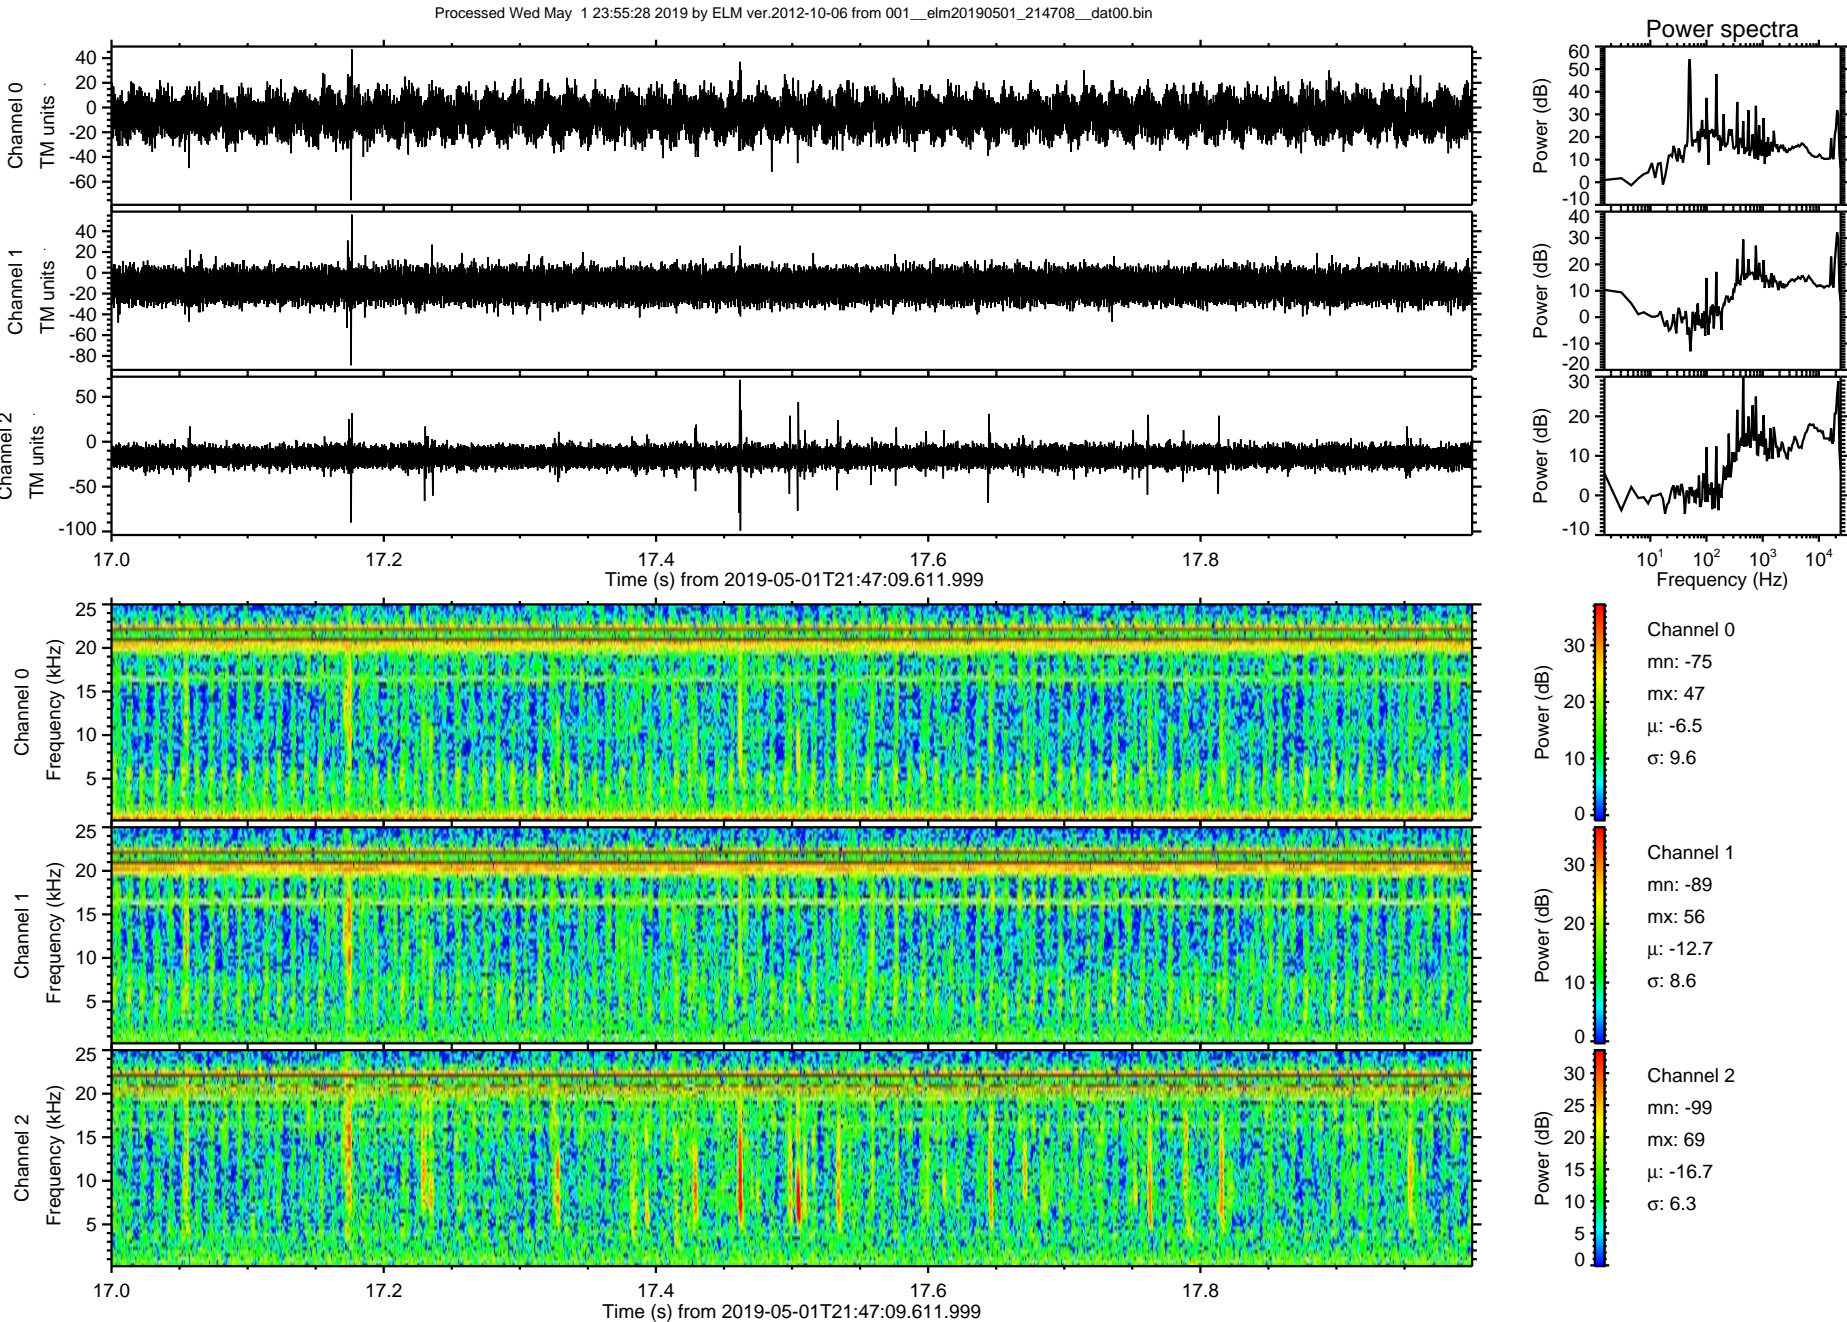 Processed Wed May  1 23:55:28 2019 by ELM ver.2012-10-06 from 001__elm20190501_214708__dat00.bin
Power spectra
Channel 0
TM units
40
20
0
-20
-40
-60
Power (dB)
60
50
40
30
20
10
0
-10
Channel 1
TM units
40
20
0
-20
-40
-60
-80
Power (dB)
40
30
20
10
0
-10
-20
Channel 2
TM units
50
0
-50
-100
Power (dB)
30
20
10
0
-10
17.0 17.2 17.4 17.6 17.8
Time (s) from 2019-05-01T21:47:09.611.999
10^1 10^2 10^3 10^4
Frequency (Hz)
Channel 0
Frequency (kHz)
25
20
15
10
5
Power (dB)
30
20
10
0
Channel 0
mn: -75
mx: 47
μ: -6.5
σ: 9.6
Channel 1
Frequency (kHz)
25
20
15
10
5
Power (dB)
30
20
10
0
Channel 1
mn: -89
mx: 56
μ: -12.7
σ: 8.6
Channel 2
Frequency (kHz)
25
20
15
10
5
Power (dB)
30
25
20
15
10
5
0
Channel 2
mn: -99
mx: 69
μ: -16.7
σ: 6.3
17.0 17.2 17.4 17.6 17.8
Time (s) from 2019-05-01T21:47:09.611.999